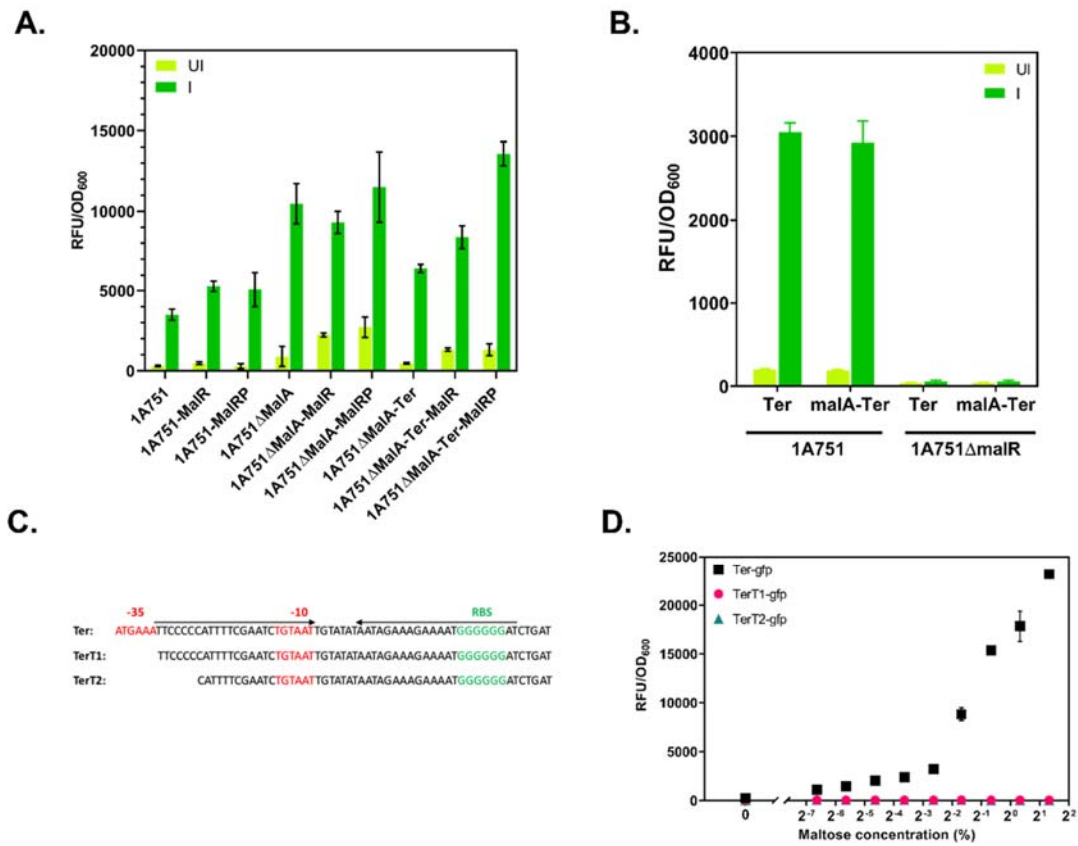 A.
20000
15000
10000
5000
0
RFU/OD600
UI
I
1A751
1A751-MalR
1A751-MalRP
1A751ΔMalA
1A751ΔMalA-MalR
1A751ΔMalA-MalRP
1A751ΔMalA-Ter
1A751ΔMalA-Ter-MalR
1A751ΔMalA-Ter-MalRP
B.
4000
3000
2000
1000
0
RFU/OD600
UI
I
Ter malA-Ter Ter malA-Ter
1A751 1A751ΔmalR
C.
-35 -10 RBS
Ter: ATGAAATTCCCCCATTTTCGAATCTGTAATTGTATATAATAGAAAGAAAATGGGGGGATCTGAT
TerT1: TTCCCCCATTTTCGAATCTGTAATTGTATATAATAGAAAGAAAATGGGGGGATCTGAT
TerT2: CATTTTCGAATCTGTAATTGTATATAATAGAAAGAAAATGGGGGGATCTGAT
D.
25000
20000
15000
10000
5000
0
RFU/OD600
Ter-gfp
TerT1-gfp
TerT2-gfp
0 2-7 2-6 2-5 2-4 2-3 2-2 2-1 20 21 22
Maltose concentration (%)